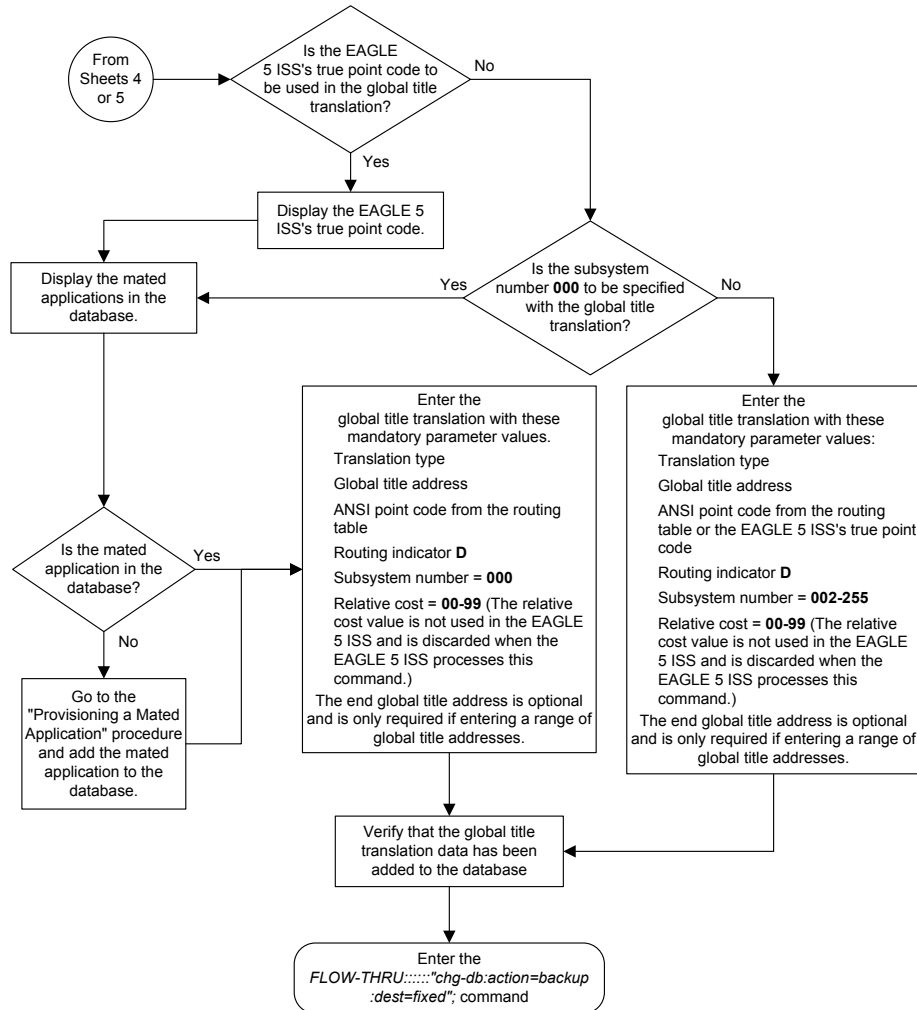 From
Sheets 4
or 5
Is the EAGLE
5 ISS's true point code to
be used in the global title
translation?
No
Yes
Display the EAGLE 5
ISS's true point code.
Display the mated
applications in the
database.
Yes
Is the subsystem
number 000 to be specified
with the global title
translation?
No
Is the mated
application in the
database?
Yes
No
Go to the
"Provisioning a Mated
Application" procedure
and add the mated
application to the
database.
Enter the
global title translation with these
mandatory parameter values.
Translation type
Global title address
ANSI point code from the routing
table
Routing indicator D
Subsystem number = 000
Relative cost = 00-99 (The relative
cost value is not used in the EAGLE
5 ISS and is discarded when the
EAGLE 5 ISS processes this
command.)
The end global title address is optional
and is only required if entering a range of
global title addresses.
Enter the
global title translation with these
mandatory parameter values:
Translation type
Global title address
ANSI point code from the routing
table or the EAGLE 5 ISS's true point
code
Routing indicator D
Subsystem number = 002-255
Relative cost = 00-99 (The relative
cost value is not used in the EAGLE
5 ISS and is discarded when the
EAGLE 5 ISS processes this
command.)
The end global title address is optional
and is only required if entering a range of
global title addresses.
Verify that the global title
translation data has been
added to the database
Enter the
FLOW-THRU::::::"chg-db:action=backup
:dest=fixed"; command